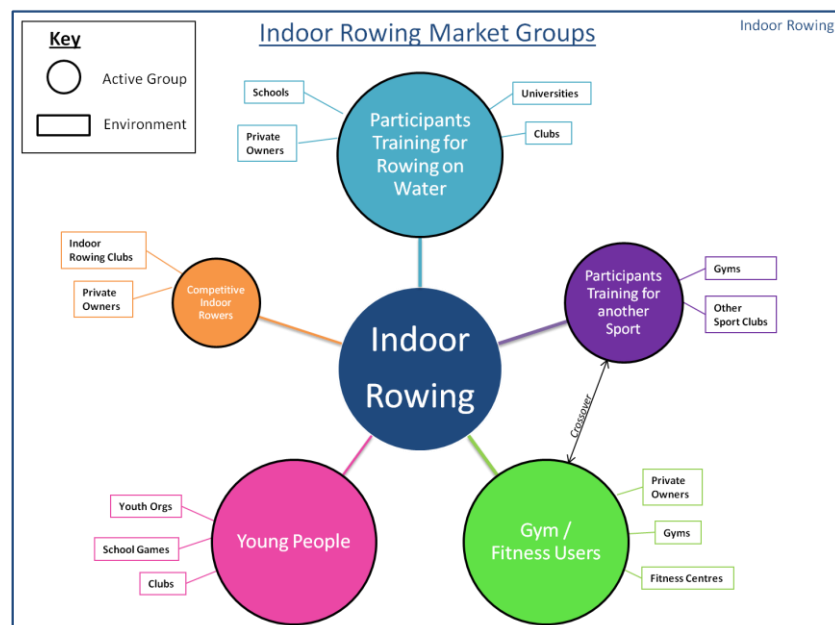 Indoor Rowing Market Groups
Indoor Rowing
Key
Active Group
Environment
Schools
Private
Owners
Participants
Training for
Rowing on
Water
Universities
Clubs
Indoor
Rowing Clubs
Private
Owners
Competitive
Indoor
Rowers
Participants
Training for
another
Sport
Gyms
Other
Sport Clubs
Indoor
Rowing
Crossover
Youth Orgs
School Games
Clubs
Young People
Gym /
Fitness Users
Private
Owners
Gyms
Fitness Centres